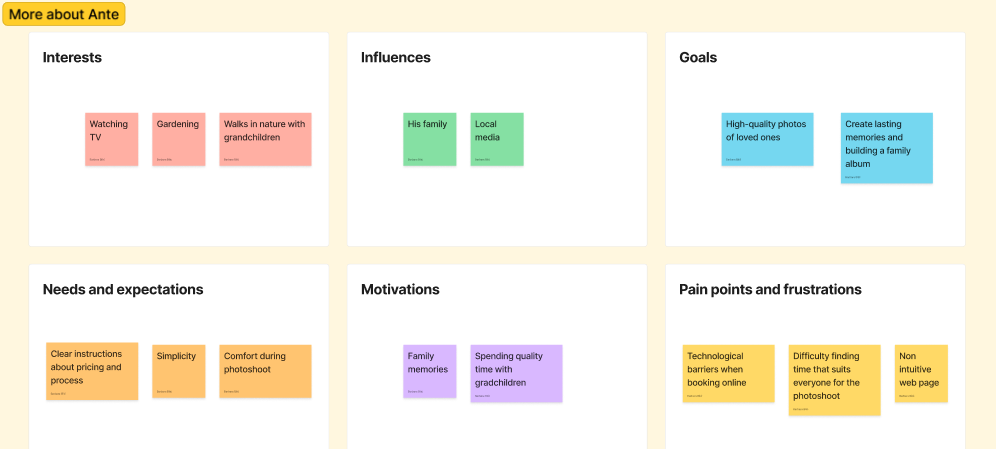 More about Ante
Interests
Watching
TV
Gardening
Walks in nature with
grandchildren
Influences
His family
Local
media
Goals
High-quality photos
of loved ones
Create lasting
memories and
building a family
album
Needs and expectations
Clear instructions
about pricing and
process
Simplicity
Comfort during
photoshoot
Motivations
Family
memories
Spending quality
time with
gradchildren
Pain points and frustrations
Technological
barriers when
booking online
Difficulty finding
time that suits
everyone for the
photoshoot
Non
intuitive
web page